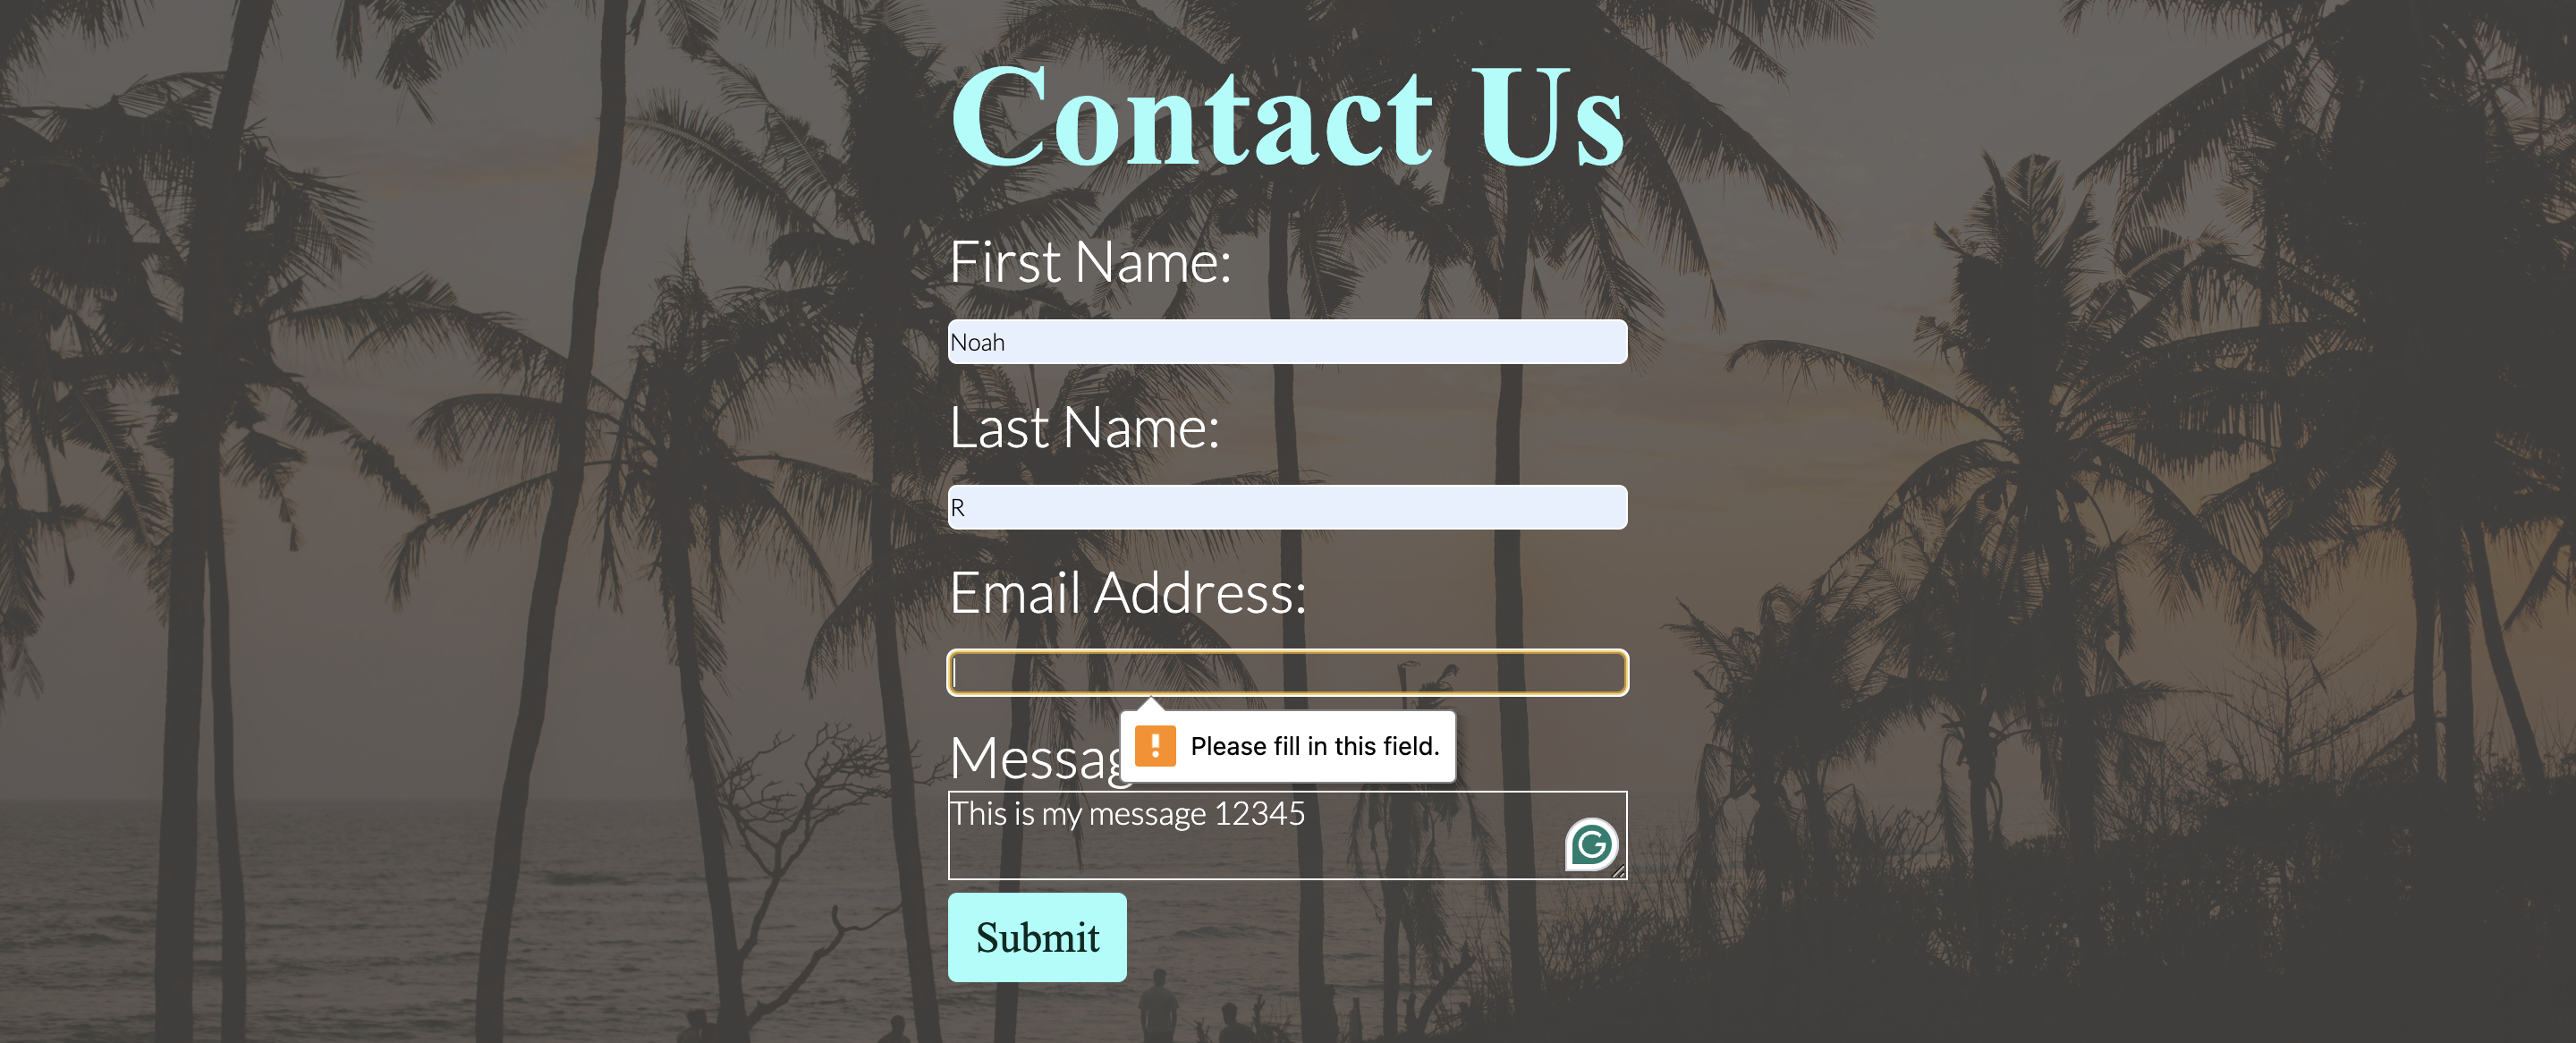 Contact Us
First Name:
Noah
Last Name:
R
Email Address:
Please fill in this field.
Messag
This is my message 12345
G
Submit